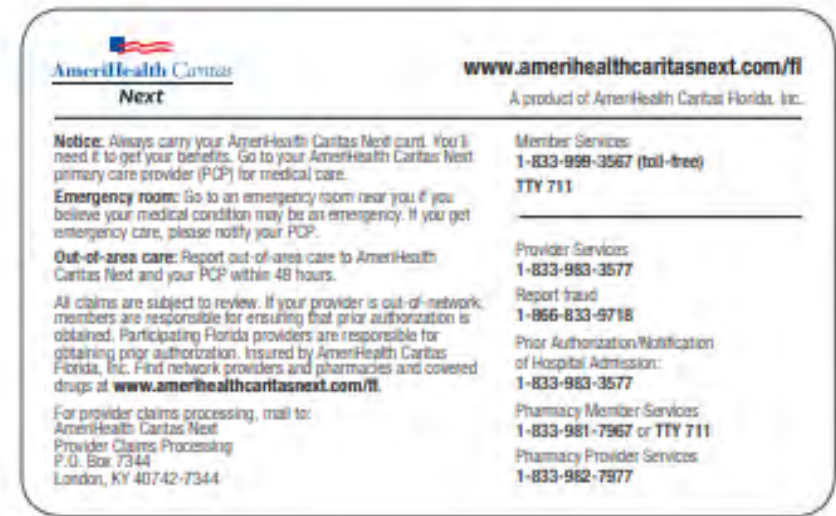 AmeriHealth Caritas
Next
www.amerihealthcaritasnext.com/fl
A product of AmeriHealth Caritas Florida, Inc.
Notice: Always carry your AmeriHealth Caritas Next card. You'll
need it to get your benefits. Go to your AmeriHealth Caritas Next
primary care provider (PCP) for medical care.
Emergency room: Go to an emergency room near you if you
believe your medical condition may be an emergency. If you get
emergency care, please notify your PCP.
Out-of-area care: Report out-of-area care to AmeriHealth
Caritas Next and your PCP within 48 hours.
All claims are subject to review. If your provider is out-of-network,
members are responsible for ensuring that prior authorization is
obtained. Participating Florida providers are responsible for
obtaining prior authorization. Insured by AmeriHealth Caritas
Florida, Inc. Find network providers and pharmacies and covered
drugs at www.amerihealthcaritasnext.com/fl.
For provider claims processing, mail to:
AmeriHealth Caritas Next
Provider Claims Processing
P.O. Box 7344
London, KY 40742-7344
Member Services
1-833-999-3567 (toll-free)
TTY 711
Provider Services
1-833-983-3577
Report fraud
1-866-833-9718
Prior Authorization/Notification
of Hospital Admission:
1-833-983-3577
Pharmacy Member Services
1-833-981-7967 or TTY 711
Pharmacy Provider Services
1-833-982-7977